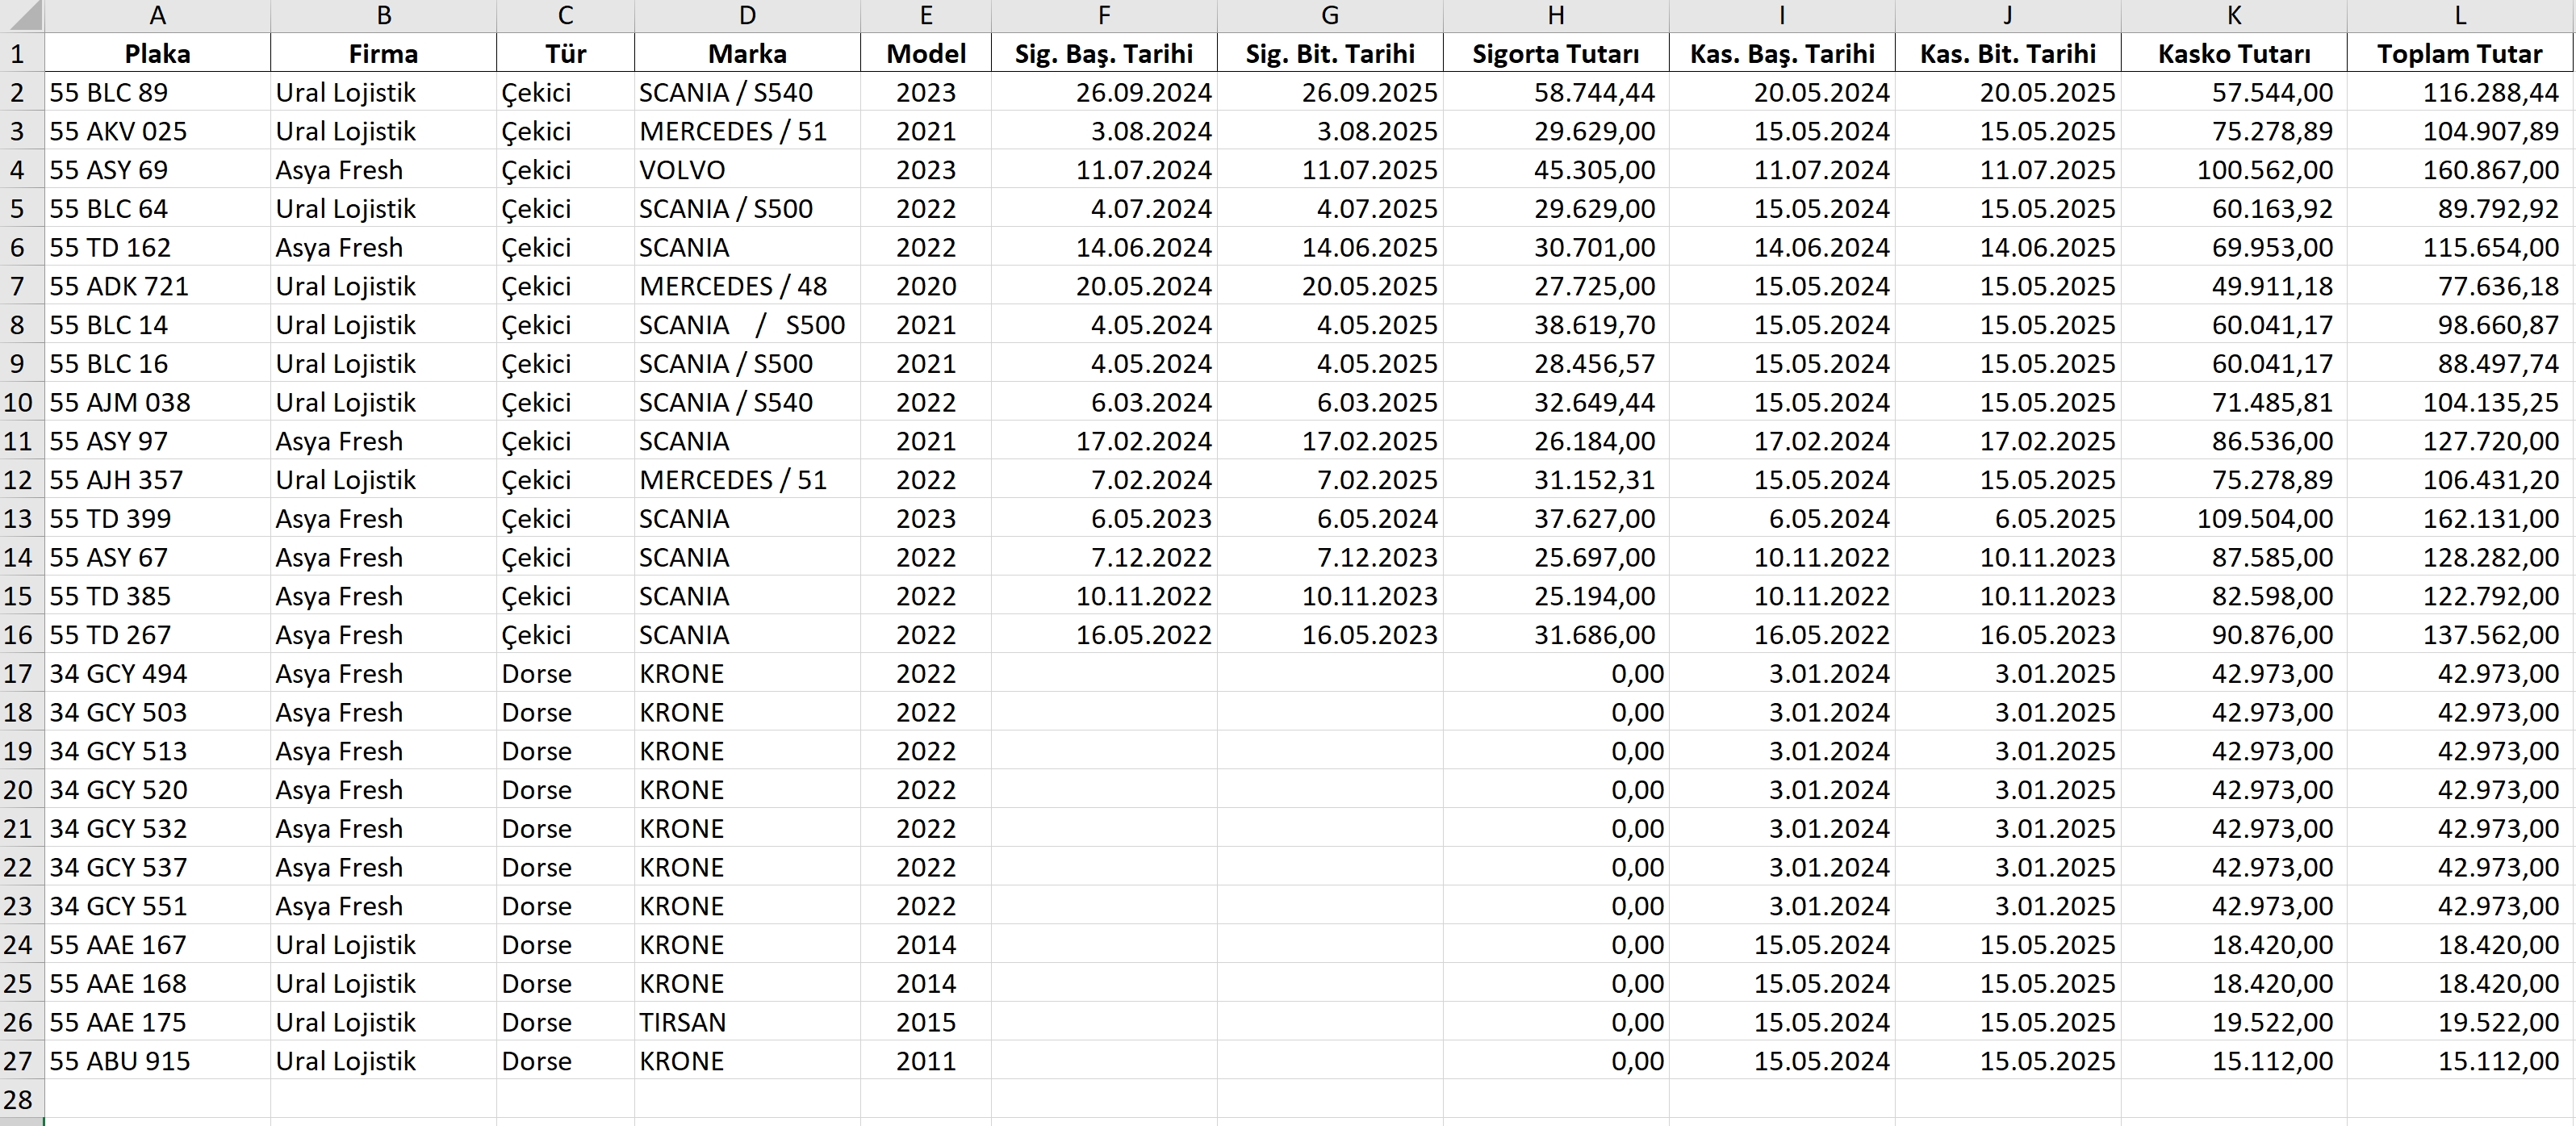 A B C D E F G H I J K L
1 Plaka Firma Tür Marka Model Sig. Baş. Tarihi Sig. Bit. Tarihi Sigorta Tutarı Kas. Baş. Tarihi Kas. Bit. Tarihi Kasko Tutarı Toplam Tutar
2 55 BLC 89 Ural Lojistik Çekici SCANIA / S540 2023 26.09.2024 26.09.2025 58.744,44 20.05.2024 20.05.2025 57.544,00 116.288,44
3 55 AKV 025 Ural Lojistik Çekici MERCEDES / 51 2021 3.08.2024 3.08.2025 29.629,00 15.05.2024 15.05.2025 75.278,89 104.907,89
4 55 ASY 69 Asya Fresh Çekici VOLVO 2023 11.07.2024 11.07.2025 45.305,00 11.07.2024 11.07.2025 100.562,00 160.867,00
5 55 BLC 64 Ural Lojistik Çekici SCANIA / S500 2022 4.07.2024 4.07.2025 29.629,00 15.05.2024 15.05.2025 60.163,92 89.792,92
6 55 TD 162 Asya Fresh Çekici SCANIA 2022 14.06.2024 14.06.2025 30.701,00 14.06.2024 14.06.2025 69.953,00 115.654,00
7 55 ADK 721 Ural Lojistik Çekici MERCEDES / 48 2020 20.05.2024 20.05.2025 27.725,00 15.05.2024 15.05.2025 49.911,18 77.636,18
8 55 BLC 14 Ural Lojistik Çekici SCANIA / S500 2021 4.05.2024 4.05.2025 38.619,70 15.05.2024 15.05.2025 60.041,17 98.660,87
9 55 BLC 16 Ural Lojistik Çekici SCANIA / S500 2021 4.05.2024 4.05.2025 28.456,57 15.05.2024 15.05.2025 60.041,17 88.497,74
10 55 AJM 038 Ural Lojistik Çekici SCANIA / S540 2022 6.03.2024 6.03.2025 32.649,44 15.05.2024 15.05.2025 71.485,81 104.135,25
11 55 ASY 97 Asya Fresh Çekici SCANIA 2021 17.02.2024 17.02.2025 26.184,00 17.02.2024 17.02.2025 86.536,00 127.720,00
12 55 AJH 357 Ural Lojistik Çekici MERCEDES / 51 2022 7.02.2024 7.02.2025 31.152,31 15.05.2024 15.05.2025 75.278,89 106.431,20
13 55 TD 399 Asya Fresh Çekici SCANIA 2023 6.05.2023 6.05.2024 37.627,00 6.05.2024 6.05.2025 109.504,00 162.131,00
14 55 ASY 67 Asya Fresh Çekici SCANIA 2022 7.12.2022 7.12.2023 25.697,00 10.11.2022 10.11.2023 87.585,00 128.282,00
15 55 TD 385 Asya Fresh Çekici SCANIA 2022 10.11.2022 10.11.2023 25.194,00 10.11.2022 10.11.2023 82.598,00 122.792,00
16 55 TD 267 Asya Fresh Çekici SCANIA 2022 16.05.2022 16.05.2023 31.686,00 16.05.2022 16.05.2023 90.876,00 137.562,00
17 34 GCY 494 Asya Fresh Dorse KRONE 2022 0,00 3.01.2024 3.01.2025 42.973,00 42.973,00
18 34 GCY 503 Asya Fresh Dorse KRONE 2022 0,00 3.01.2024 3.01.2025 42.973,00 42.973,00
19 34 GCY 513 Asya Fresh Dorse KRONE 2022 0,00 3.01.2024 3.01.2025 42.973,00 42.973,00
20 34 GCY 520 Asya Fresh Dorse KRONE 2022 0,00 3.01.2024 3.01.2025 42.973,00 42.973,00
21 34 GCY 532 Asya Fresh Dorse KRONE 2022 0,00 3.01.2024 3.01.2025 42.973,00 42.973,00
22 34 GCY 537 Asya Fresh Dorse KRONE 2022 0,00 3.01.2024 3.01.2025 42.973,00 42.973,00
23 34 GCY 551 Asya Fresh Dorse KRONE 2022 0,00 3.01.2024 3.01.2025 42.973,00 42.973,00
24 55 AAE 167 Ural Lojistik Dorse KRONE 2014 0,00 15.05.2024 15.05.2025 18.420,00 18.420,00
25 55 AAE 168 Ural Lojistik Dorse KRONE 2014 0,00 15.05.2024 15.05.2025 18.420,00 18.420,00
26 55 AAE 175 Ural Lojistik Dorse TIRSAN 2015 0,00 15.05.2024 15.05.2025 19.522,00 19.522,00
27 55 ABU 915 Ural Lojistik Dorse KRONE 2011 0,00 15.05.2024 15.05.2025 15.112,00 15.112,00
28